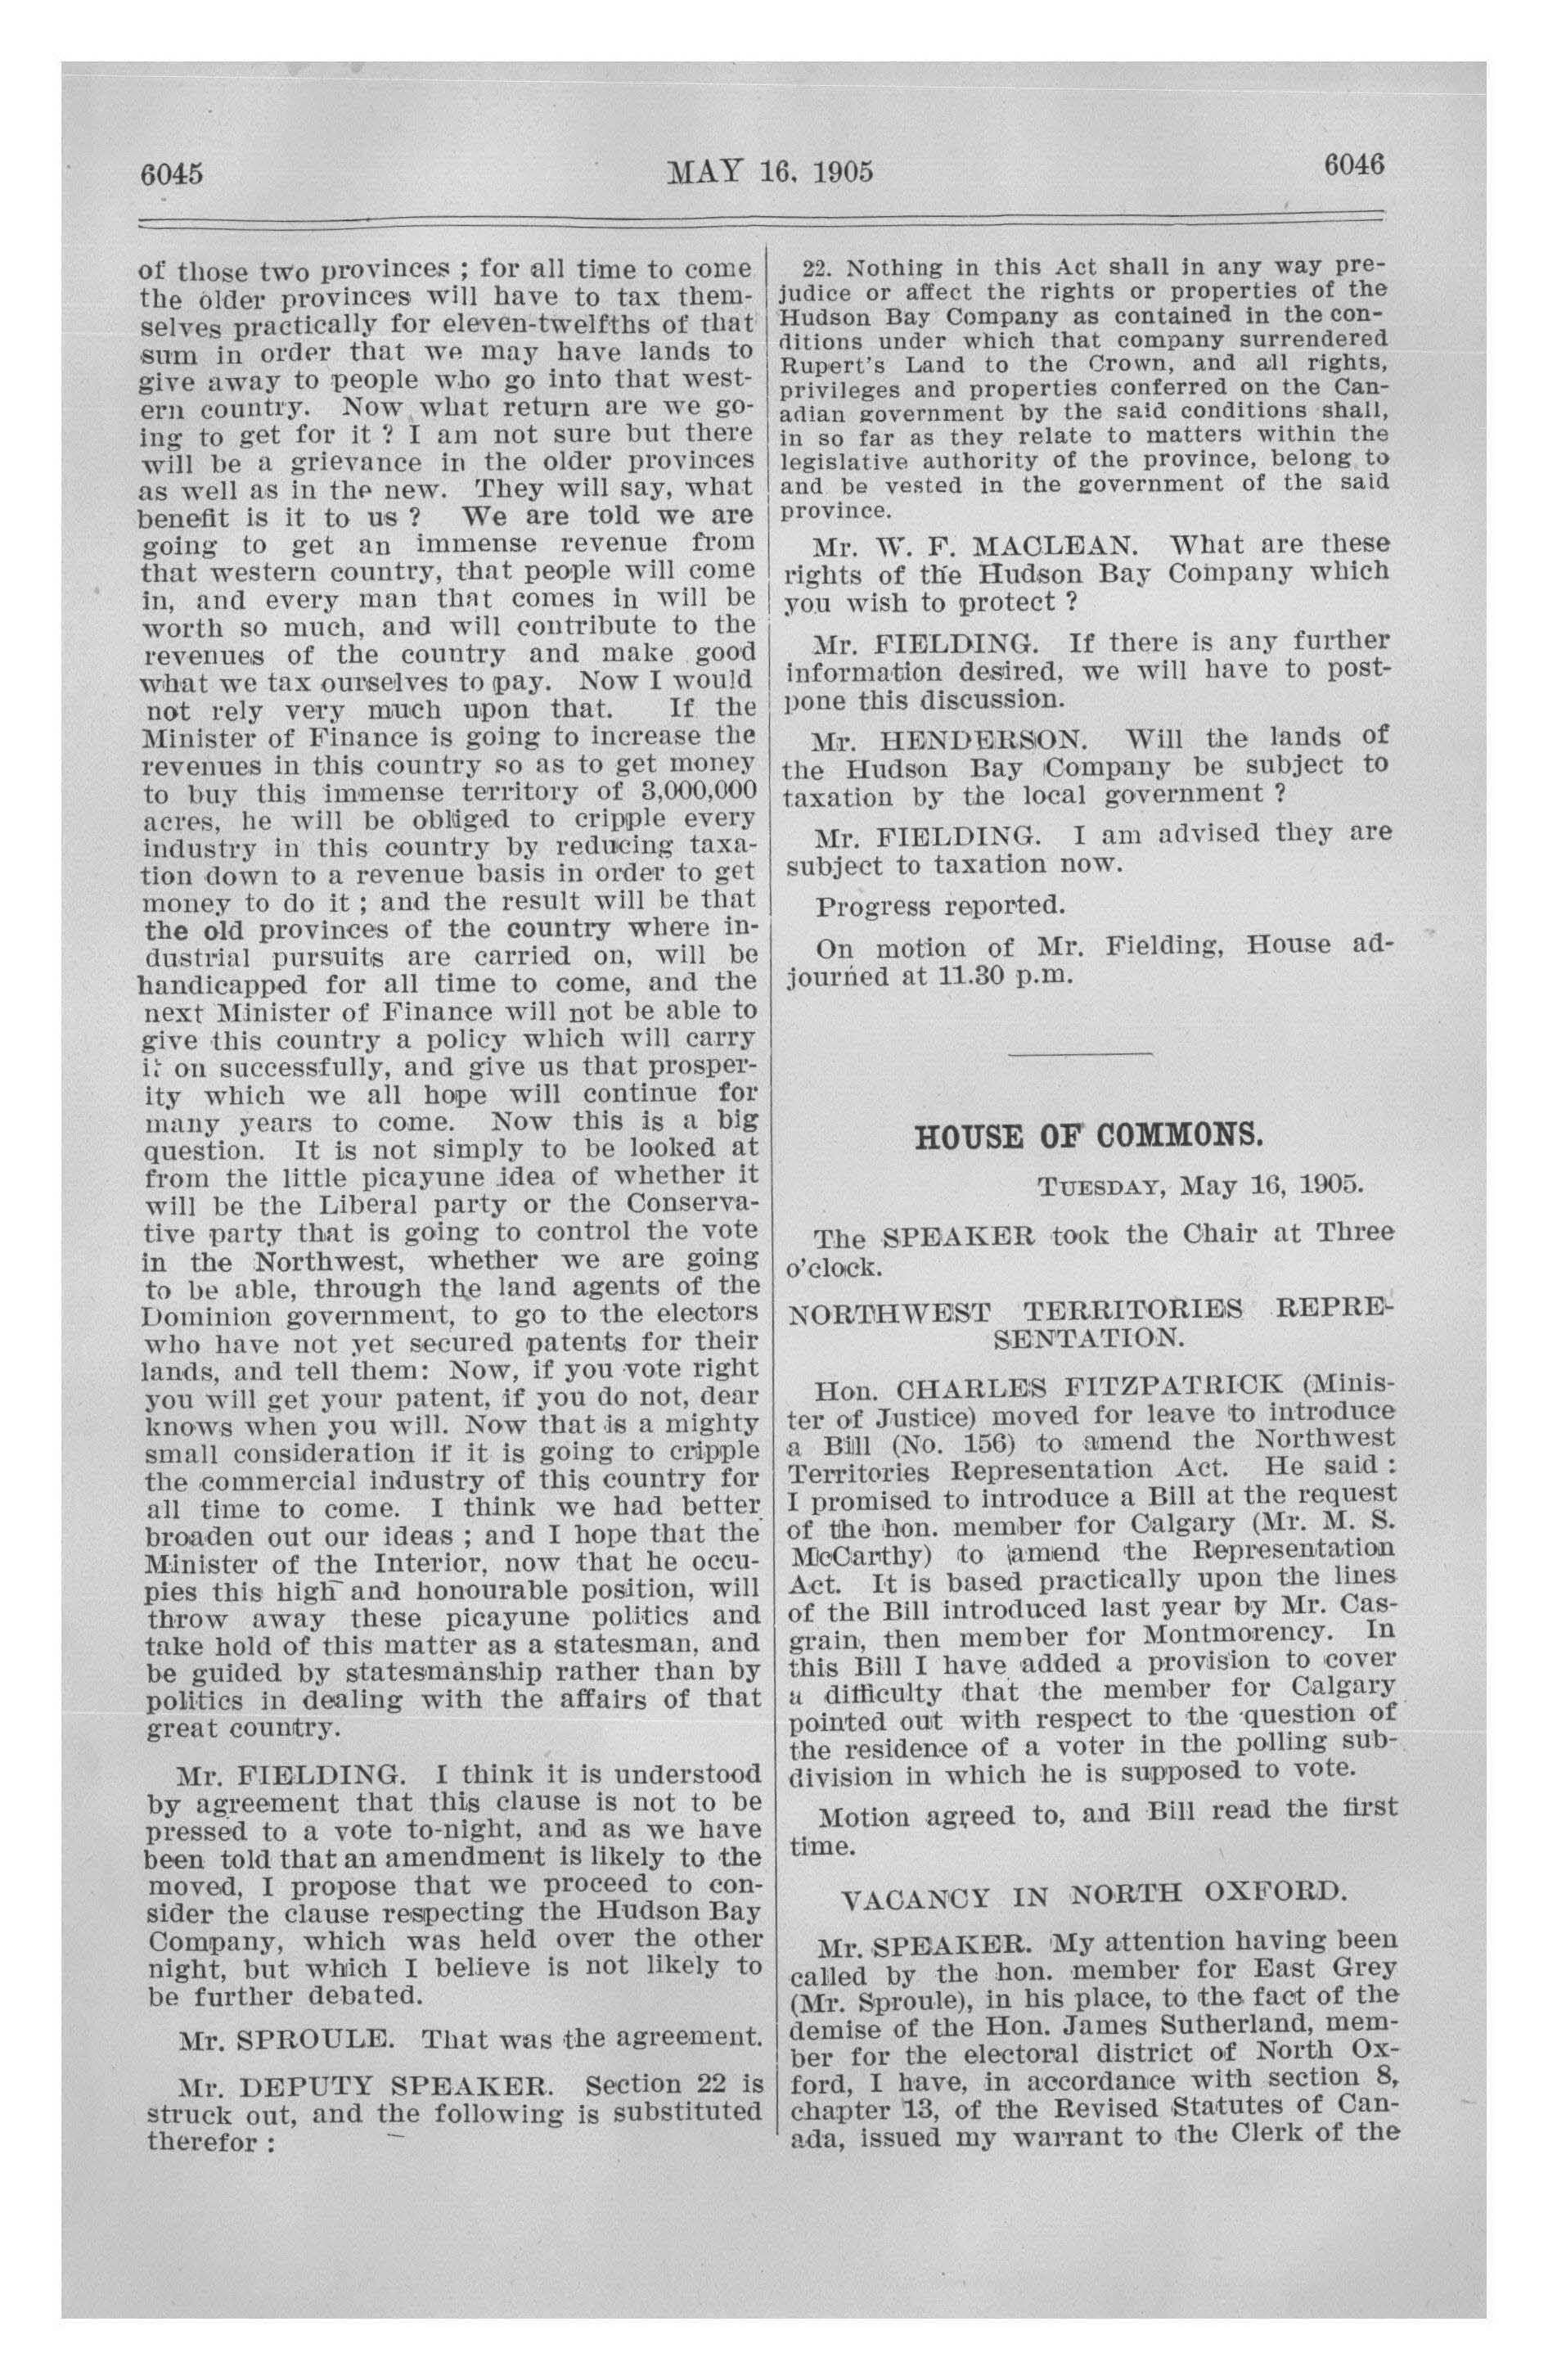 6045
MAY 16, 1905
6046
of those two provinces ; for all time to come
the older provinces will have to tax them-
selves practically for eleven-twelfths of that
sum in order that we may have lands to
give away to people who go into that west-
ern country. Now what return are we go-
ing to get for it ? I am not sure but there
will be a grievance in the older provinces
as well as in the new. They will say, what
benefit is it to us ? We are told we are
going to get an immense revenue from
that western country, that people will come
in, and every man that comes in will be
worth so much, and will contribute to the
revenues of the country and make good
what we tax ourselves to pay. Now I would
not rely very much upon that. If the
Minister of Finance is going to increase the
revenues in this country so as to get money
to buy this immense territory of 3,000,000
acres, he will be obliged to cripple every
industry in this country by reducing taxa-
tion down to a revenue basis in order to get
money to do it ; and the result will be that
the old provinces of the country where in-
dustrial pursuits are carried on, will be
handicapped for all time to come, and the
next Minister of Finance will not be able to
give this country a policy which will carry
it on successfully, and give us that prosper-
ity which we all hope will continue for
many years to come. Now this is a big
question. It is not simply to be looked at
from the little picayune idea of whether it
will be the Liberal party or the Conserva-
tive party that is going to control the vote
in the Northwest, whether we are going
to be able, through the land agents of the
Dominion government, to go to the electors
who have not yet secured patents for their
lands, and tell them: Now, if you vote right
you will get your patent, if you do not, dear
knows when you will. Now that is a mighty
small consideration if it is going to cripple
the commercial industry of this country for
all time to come. I think we had better
broaden out our ideas ; and I hope that the
Minister of the Interior, now that he occu-
pies this high and honourable position, will
throw away these picayune politics and
take hold of this matter as a statesman, and
be guided by statesmanship rather than by
politics in dealing with the affairs of that
great country.
Mr. FIELDING. I think it is understood
by agreement that this clause is not to be
pressed to a vote to-night, and as we have
been told that an amendment is likely to the
moved, I propose that we proceed to con-
sider the clause respecting the Hudson Bay
Company, which was held over the other
night, but which I believe is not likely to
be further debated.
Mr. SPROULE. That was the agreement.
Mr. DEPUTY SPEAKER. Section 22 is
struck out, and the following is substituted
therefor :
22. Nothing in this Act shall in any way pre-
judice or affect the rights or properties of the
Hudson Bay Company as contained in the con-
ditions under which that company surrendered
Rupert's Land to the Crown, and all rights,
privileges and properties conferred on the Can-
adian government by the said conditions shall,
in so far as they relate to matters within the
legislative authority of the province, belong to
and be vested in the government of the said
province.
Mr. W. F. MACLEAN. What are these
rights of the Hudson Bay Company which
you wish to protect ?
Mr. FIELDING. If there is any further
information desired, we will have to post-
pone this discussion.
Mr. HENDERSON. Will the lands of
the Hudson Bay Company be subject to
taxation by the local government ?
Mr. FIELDING. I am advised they are
subject to taxation now.
Progress reported.
On motion of Mr. Fielding, House ad-
journed at 11.30 p.m.
HOUSE OF COMMONS.
TUESDAY, May 16, 1905.
The SPEAKER took the Chair at Three
o'clock.
NORTHWEST TERRITORIES REPRE-
SENTATION.
Hon. CHARLES FITZPATRICK (Minis-
ter of Justice) moved for leave to introduce
a Bill (No. 156) to amend the Northwest
Territories Representation Act. He said :
I promised to introduce a Bill at the request
of the hon. member for Calgary (Mr. M. S.
McCarthy) to amend the Representation
Act. It is based practically upon the lines
of the Bill introduced last year by Mr. Cas-
grain, then member for Montmorency. In
this Bill I have added a provision to cover
a difficulty that the member for Calgary
pointed out with respect to the question of
the residence of a voter in the polling sub-
division in which he is supposed to vote.
Motion agreed to, and Bill read the first
time.
VACANCY IN NORTH OXFORD.
Mr. SPEAKER. My attention having been
called by the hon. member for East Grey
(Mr. Sproule), in his place, to the fact of the
demise of the Hon. James Sutherland, mem-
ber for the electoral district of North Ox-
ford, I have, in accordance with section 8,
chapter 13, of the Revised Statutes of Can-
ada, issued my warrant to the Clerk of the